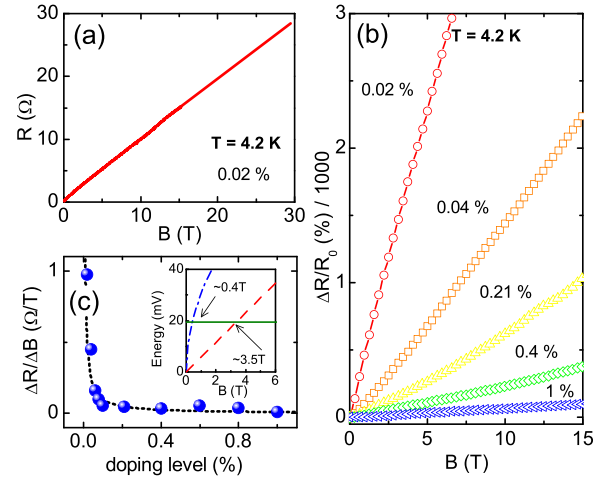 (a)
R (Ω)
30
20
10
0
T = 4.2 K
0.02 %
0 10 20 30
B (T)
(b)
T = 4.2 K
ΔR/R0 (%) / 1000
3
2
1
0
0.02 %
0.04 %
0.21 %
0.4 %
1 %
0 5 10 15
B (T)
(c)
ΔR/ΔB (Ω/T)
1
0
0.0 0.4 0.8
doping level (%)
Energy (mV)
40
20
0
~0.4T
~3.5T
0 2 4 6
B (T)